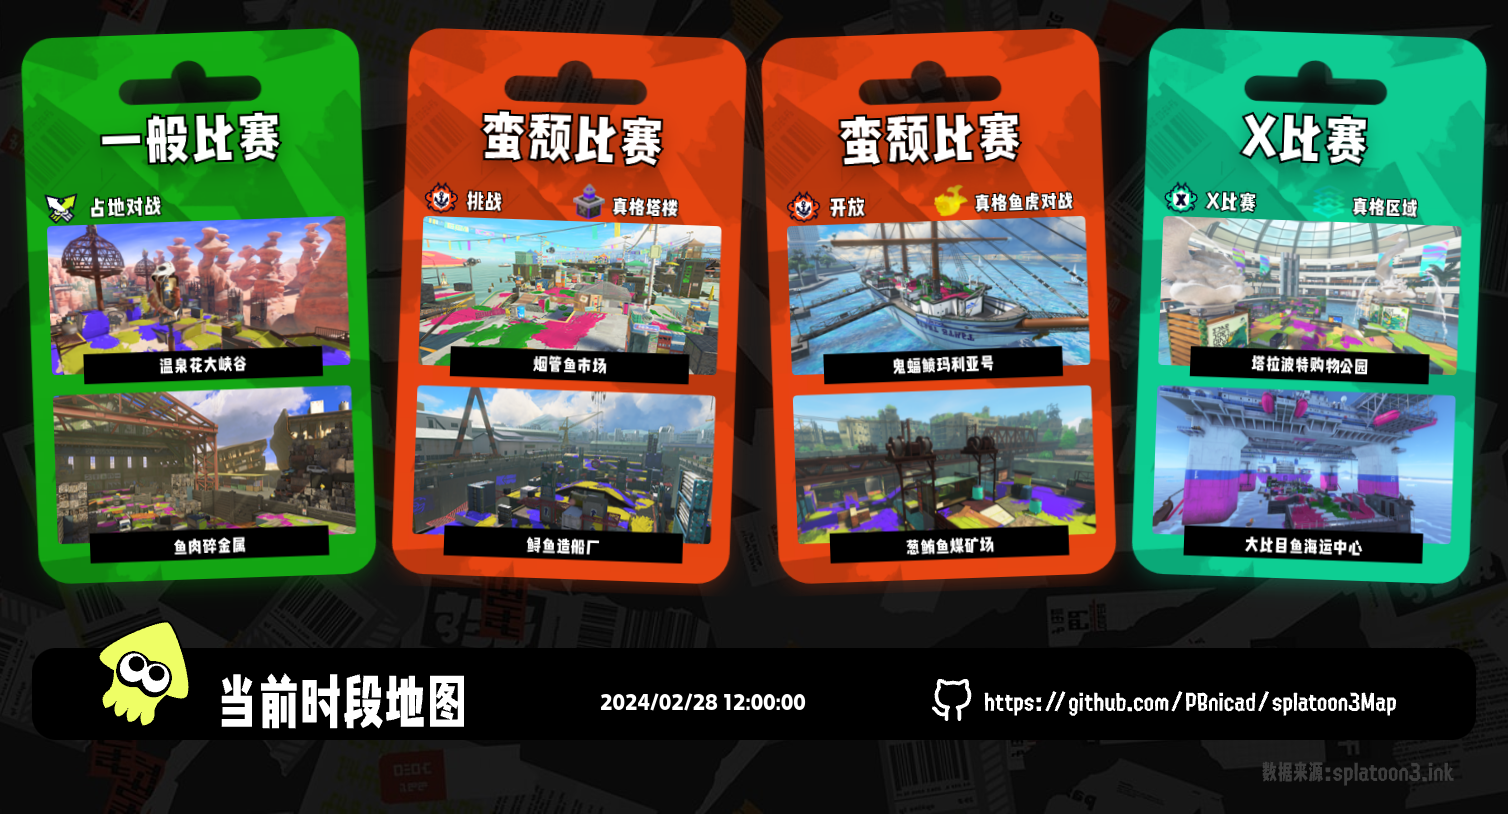 一般比赛
占地对战
温泉花大峡谷
鱼肉碎金属
蛮颓比赛
挑战
真格塔楼
烟管鱼市场
鲟鱼造船厂
蛮颓比赛
开放
真格鱼虎对战
鬼蝠鲼玛利亚号
葱鲔鱼煤矿场
X比赛
X比赛
真格区域
塔拉波特购物公园
大比目鱼海运中心
当前时段地图
2024/02/28 12:00:00
https://github.com/PBnicad/splatoon3Map
数据来源:splatoon3.ink